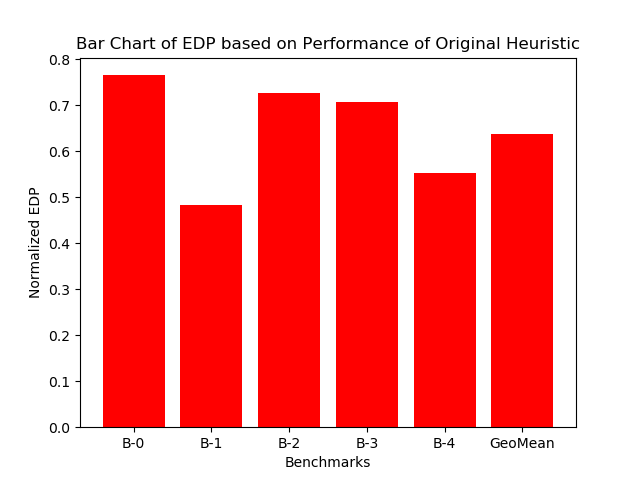 Bar Chart of EDP based on Performance of Original Heuristic
0.8
0.7
0.6
0.5
0.4
0.3
0.2
0.1
0.0
Normalized EDP
B-0 B-1 B-2 B-3 B-4 GeoMean
Benchmarks